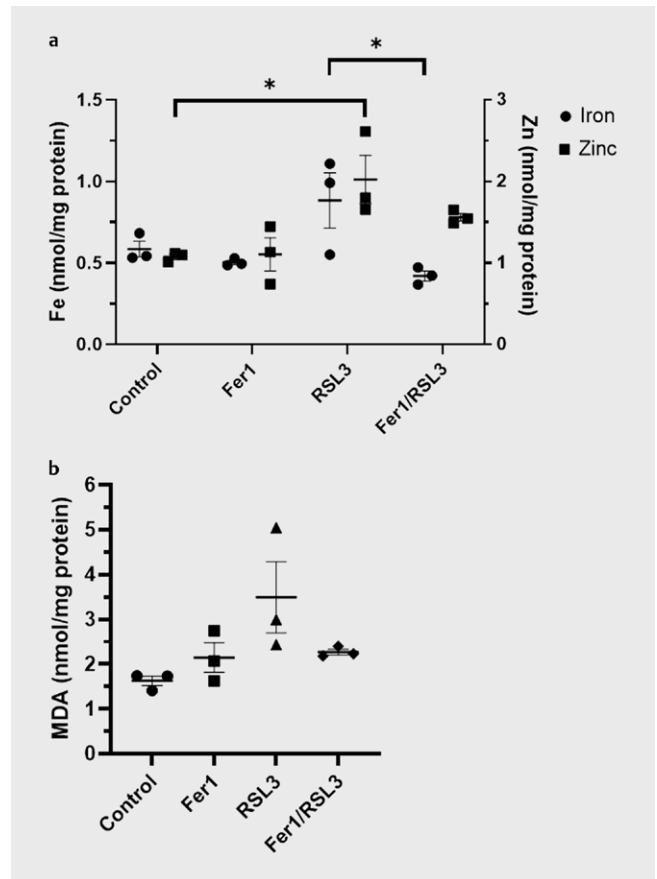 a
*
*
1.5
1.0
0.5
0.0
Fe (nmol/mg protein)
3
2
1
0
Zn (nmol/mg protein)
Iron
Zinc
Control
Fer1
RSL3
Fer1/RSL3
b
6
5
4
3
2
1
0
MDA (nmol/mg protein)
Control
Fer1
RSL3
Fer1/RSL3